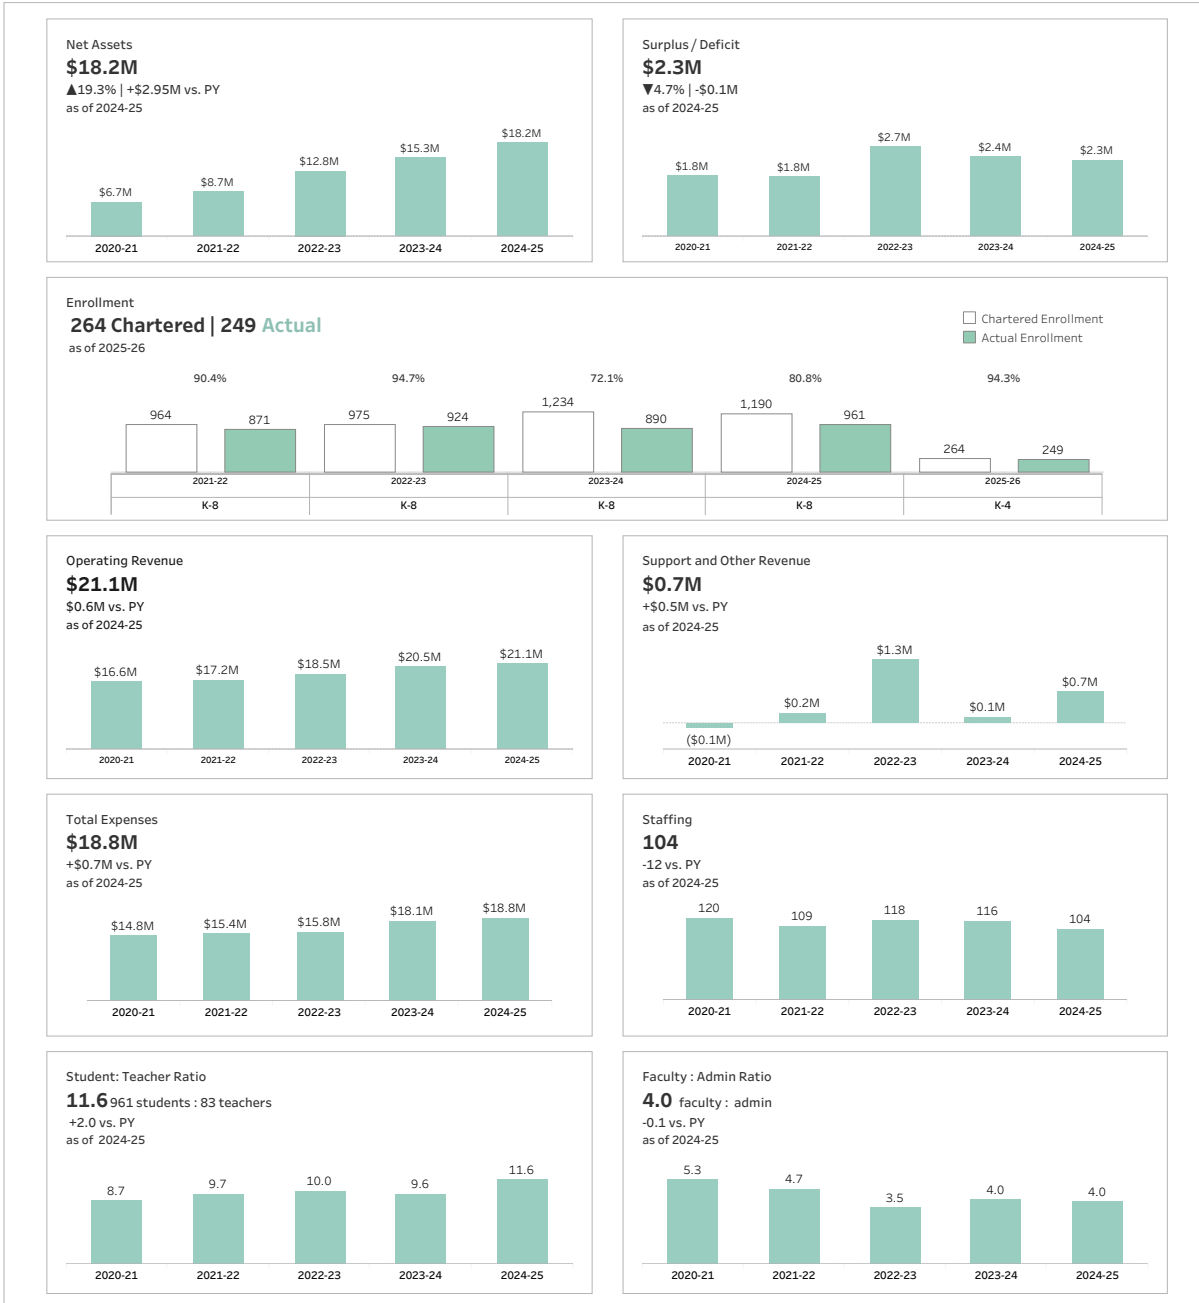 Net Assets
$18.2M
▲19.3% | +$2.95M vs. PY
as of 2024-25
$6.7M $8.7M $12.8M $15.3M $18.2M
2020-21 2021-22 2022-23 2023-24 2024-25
Surplus / Deficit
$2.3M
▼4.7% | -$0.1M
as of 2024-25
$1.8M $1.8M $2.7M $2.4M $2.3M
2020-21 2021-22 2022-23 2023-24 2024-25
Enrollment
264 Chartered | 249 Actual
as of 2025-26
Chartered Enrollment
Actual Enrollment
90.4% 94.7% 72.1% 80.8% 94.3%
964 871 975 924 1,234 890 1,190 961 264 249
2021-22 2022-23 2023-24 2024-25 2025-26
K-8 K-8 K-8 K-8 K-4
Operating Revenue
$21.1M
$0.6M vs. PY
as of 2024-25
$16.6M $17.2M $18.5M $20.5M $21.1M
2020-21 2021-22 2022-23 2023-24 2024-25
Support and Other Revenue
$0.7M
+$0.5M vs. PY
as of 2024-25
($0.1M) $0.2M $1.3M $0.1M $0.7M
2020-21 2021-22 2022-23 2023-24 2024-25
Total Expenses
$18.8M
+$0.7M vs. PY
as of 2024-25
$14.8M $15.4M $15.8M $18.1M $18.8M
2020-21 2021-22 2022-23 2023-24 2024-25
Staffing
104
-12 vs. PY
as of 2024-25
120 109 118 116 104
2020-21 2021-22 2022-23 2023-24 2024-25
Student: Teacher Ratio
11.6 961 students : 83 teachers
+2.0 vs. PY
as of 2024-25
8.7 9.7 10.0 9.6 11.6
2020-21 2021-22 2022-23 2023-24 2024-25
Faculty : Admin Ratio
4.0 faculty : admin
-0.1 vs. PY
as of 2024-25
5.3 4.7 3.5 4.0 4.0
2020-21 2021-22 2022-23 2023-24 2024-25